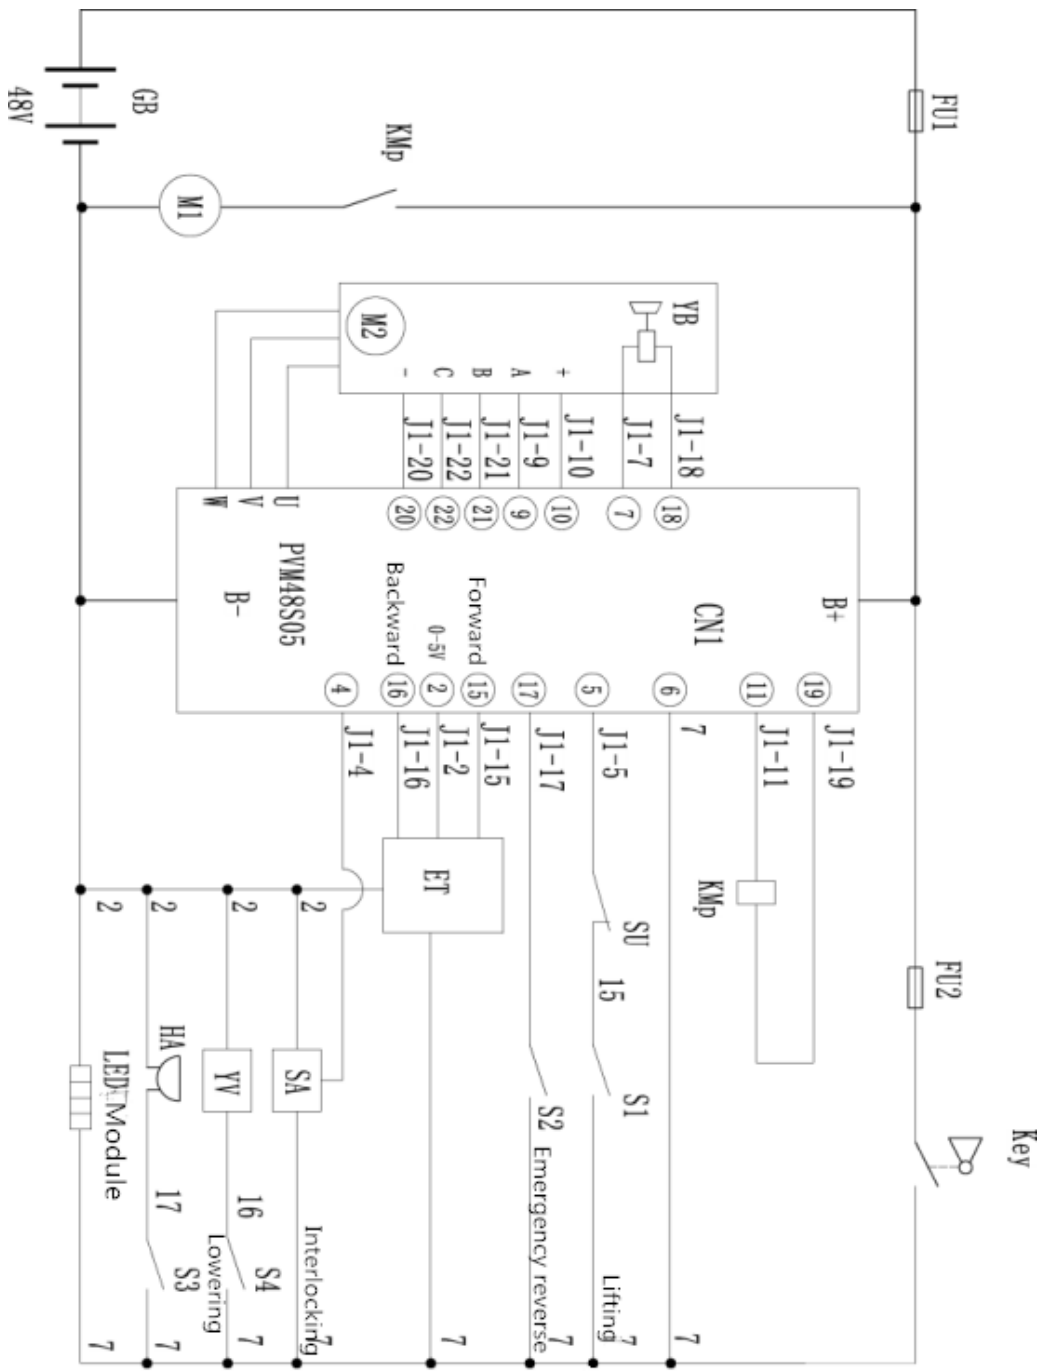 GB
48V
FU1
KMp
M1
M2
YB
-
C
B
A
+
J1-20
J1-22
J1-21
J1-9
J1-10
J1-7
J1-18
W
V
U
20
22
21
9
10
7
18
PVM48S05
B-
Backward
0-5V
Forward
CN1
B+
4
16
2
15
17
5
6
11
19
J1-4
J1-16
J1-2
J1-15
J1-17
J1-5
7
J1-11
J1-19
ET
KMp
2
2
2
2
SU
15
FU2
LED Module
HA
YV
SA
S2
S1
Key
17
16
S3
Lowering
S4
Interlocking
Emergency reverse
Lifting
7
7
7
7
7
7
7
7